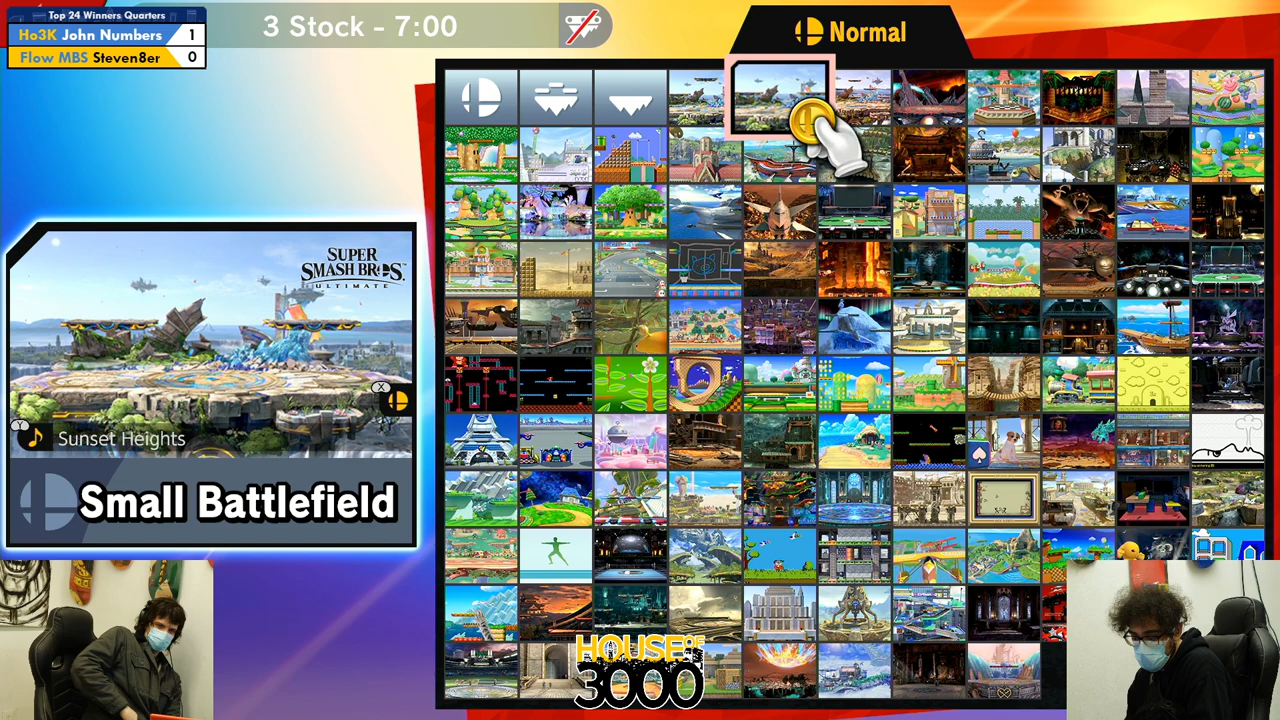 Top 24 Winners Quarters
Ho3K John Numbers 1
Flow MBS Steven8er 0
3 Stock - 7:00
Normal
SUPER
SMASH BROS.
ULTIMATE
X
Y
Sunset Heights
Small Battlefield
HOUSE OF
3000